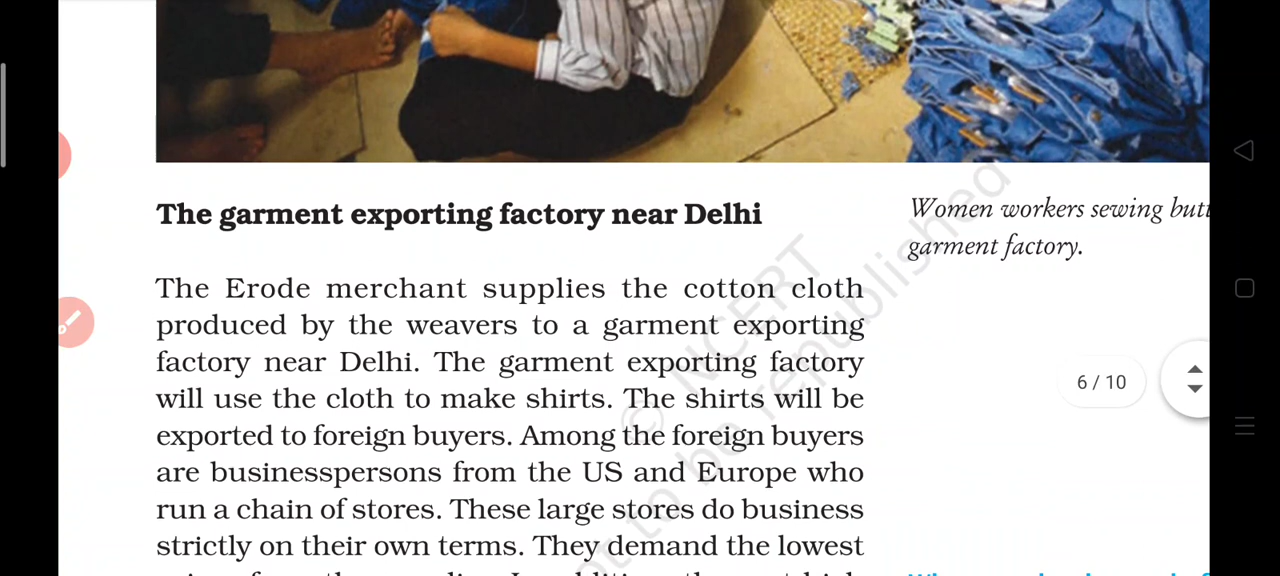 The garment exporting factory near Delhi
Women workers sewing
garment factory.
The Erode merchant supplies the cotton cloth
produced by the weavers to a garment exporting
factory near Delhi. The garment exporting factory
will use the cloth to make shirts. The shirts will be
exported to foreign buyers. Among the foreign buyers
are businesspersons from the US and Europe who
run a chain of stores. These large stores do business
strictly on their own terms. They demand the lowest
6 / 10
© NCERT
to be republished